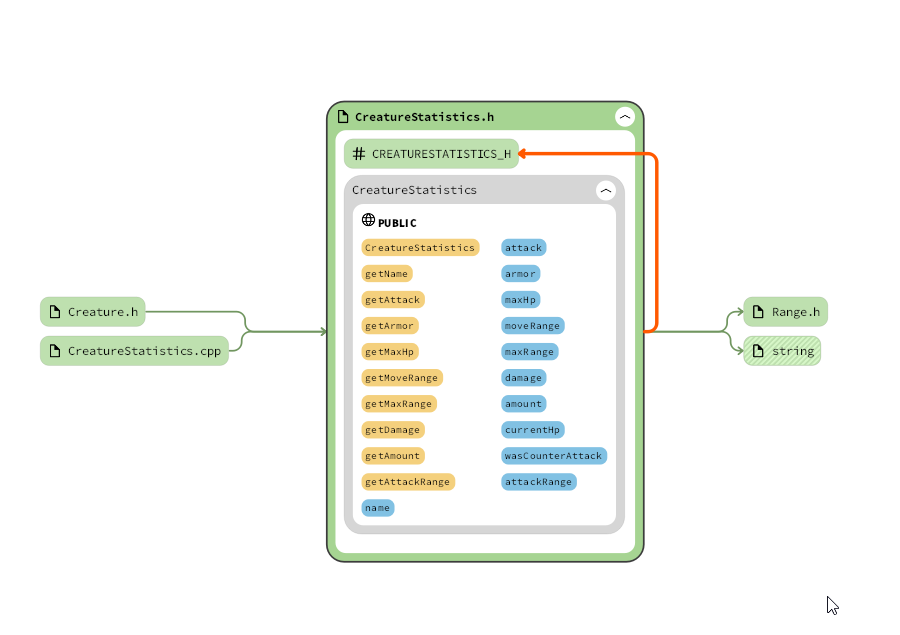 CreatureStatistics.h
# CREATURESTATISTICS_H
CreatureStatistics
PUBLIC
CreatureStatistics attack
getName armor
getAttack maxHp
getArmor moveRange
getMaxHp maxRange
getMoveRange damage
getMaxRange amount
getDamage currentHp
getAmount wasCounterAttack
getAttackRange attackRange
name
Creature.h
CreatureStatistics.cpp
Range.h
string